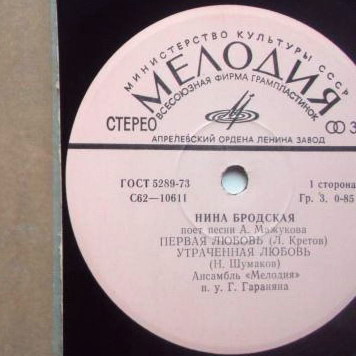 МИНИСТЕРСТВО КУЛЬТУРЫ СССР
МЕЛОДИЯ
ВСЕСОЮЗНАЯ ФИРМА ГРАМПЛАСТИНОК
СТЕРЕО
3
АПРЕЛЕВСКИЙ ОРДЕНА ЛЕНИНА ЗАВОД
ГОСТ 5289-73
1 сторона
С62—10611
Гр. 3. 0-85
НИНА БРОДСКАЯ
поет песни А. Мажукова
ПЕРВАЯ ЛЮБОВЬ (Л. Кретов)
УТРАЧЕННАЯ ЛЮБОВЬ
(Н. Шумаков)
Ансамбль «Мелодия»
п. у. Г. Гараняна